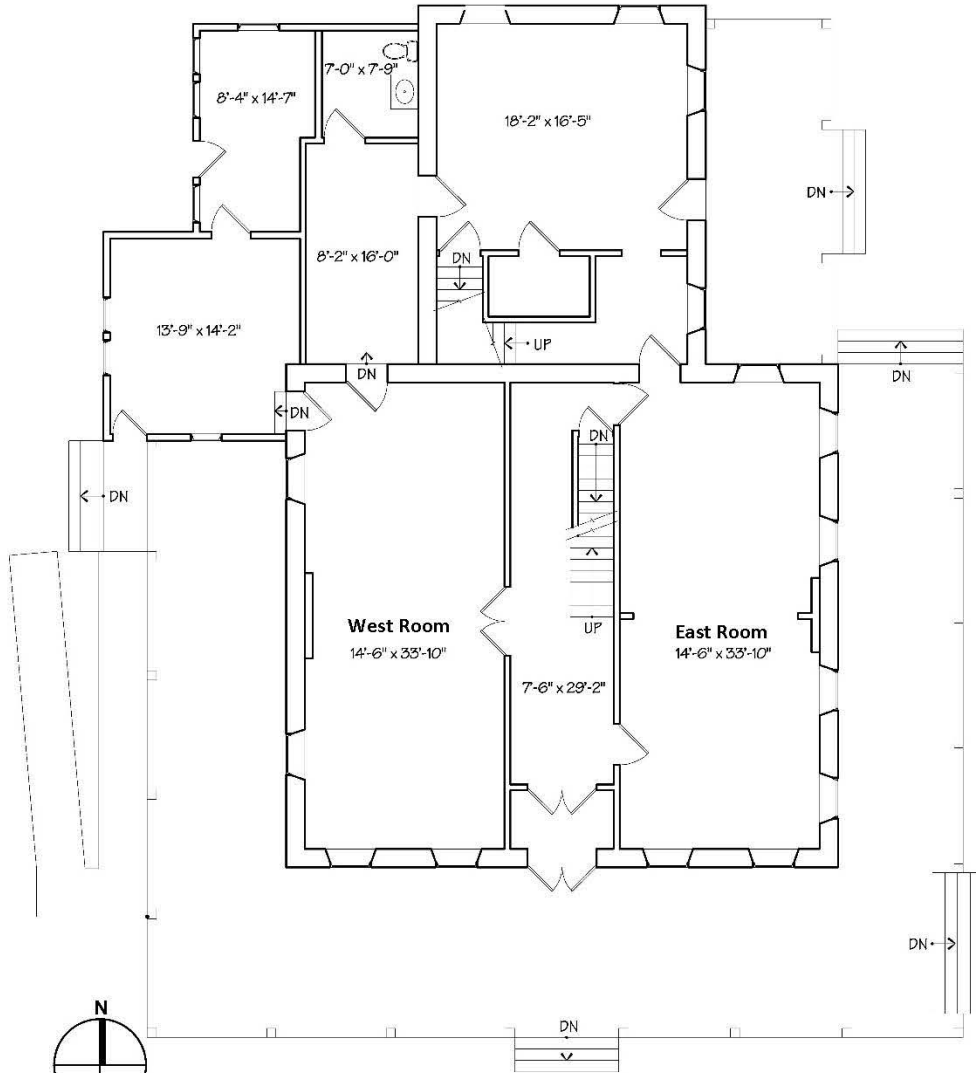 7'-0" x 7'-9"
8'-4" x 14'-7"
18'-2" x 16'-5"
DN
8'-2" x 16'-0"
DN
13'-9" x 14'-2"
UP
DN
DN
DN
DN
DN
West Room
14'-6" x 33'-10"
UP
East Room
14'-6" x 33'-10"
7'-6" x 29'-2"
DN
N
DN